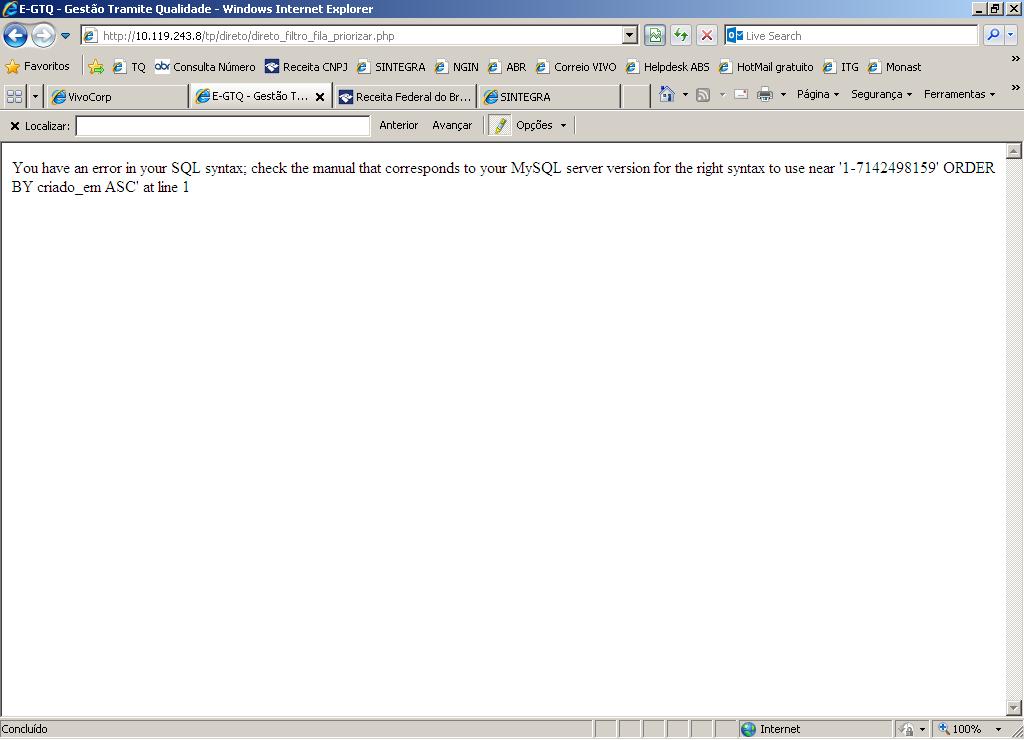 E-GTQ - Gestão Tramite Qualidade - Windows Internet Explorer
http://10.119.243.8/tp/direto/direto_filtro_fila_priorizar.php
Live Search
Favoritos TQ abr Consulta Número Receita CNPJ SINTEGRA NGIN ABR Correio VIVO Helpdesk ABS HotMail gratuito ITG Monast
VivoCorp E-GTQ - Gestão T... Receita Federal do Br... SINTEGRA Página Segurança Ferramentas
Localizar: Anterior Avançar Opções
You have an error in your SQL syntax; check the manual that corresponds to your MySQL server version for the right syntax to use near '1-7142498159' ORDER
BY criado_em ASC' at line 1
Concluído Internet 100%